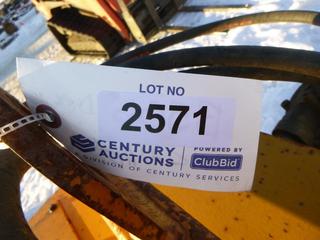 LOT NO
2571
CENTURY AUCTIONS
DIVISION OF CENTURY SERVICES
POWERED BY
ClubBid